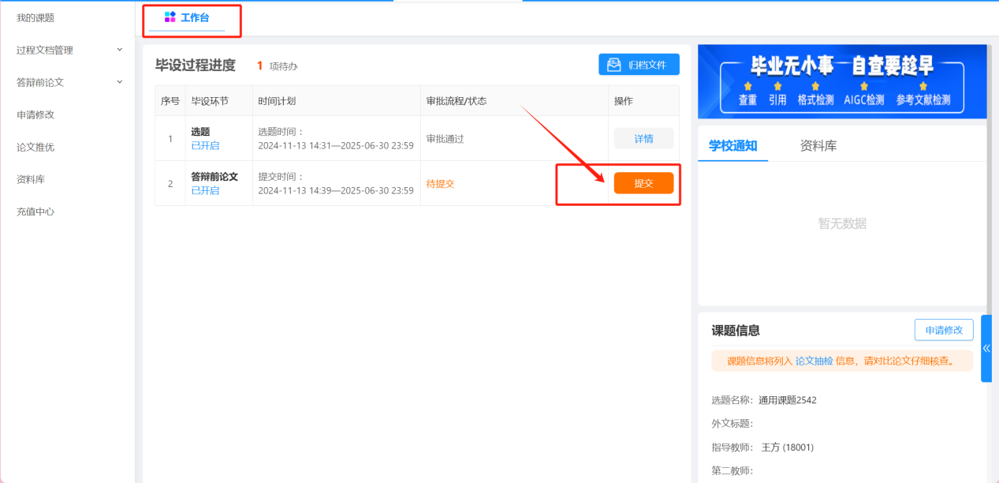 我的课题
过程文档管理
答辩前论文
申请修改
论文推优
资料库
充值中心
工作台
毕设过程进度 1 项待办
归档文件
序号 毕设环节 时间计划 审批流程/状态 操作
1 选题 已开启 选题时间： 审批通过 详情
2024-11-13 14:31—2025-06-30 23:59
2 答辩前论文 已开启 提交时间： 待提交 提交
2024-11-13 14:39—2025-06-30 23:59
毕业无小事 自查要趁早
查重 引用 格式检测 AIGC检测 参考文献检测
学校通知 资料库
暂无数据
课题信息 申请修改
课题信息将列入 论文抽检 信息，请对比论文仔细核查。
选题名称: 通用课题2542
外文标题:
指导教师: 王方 (18001)
第二教师: